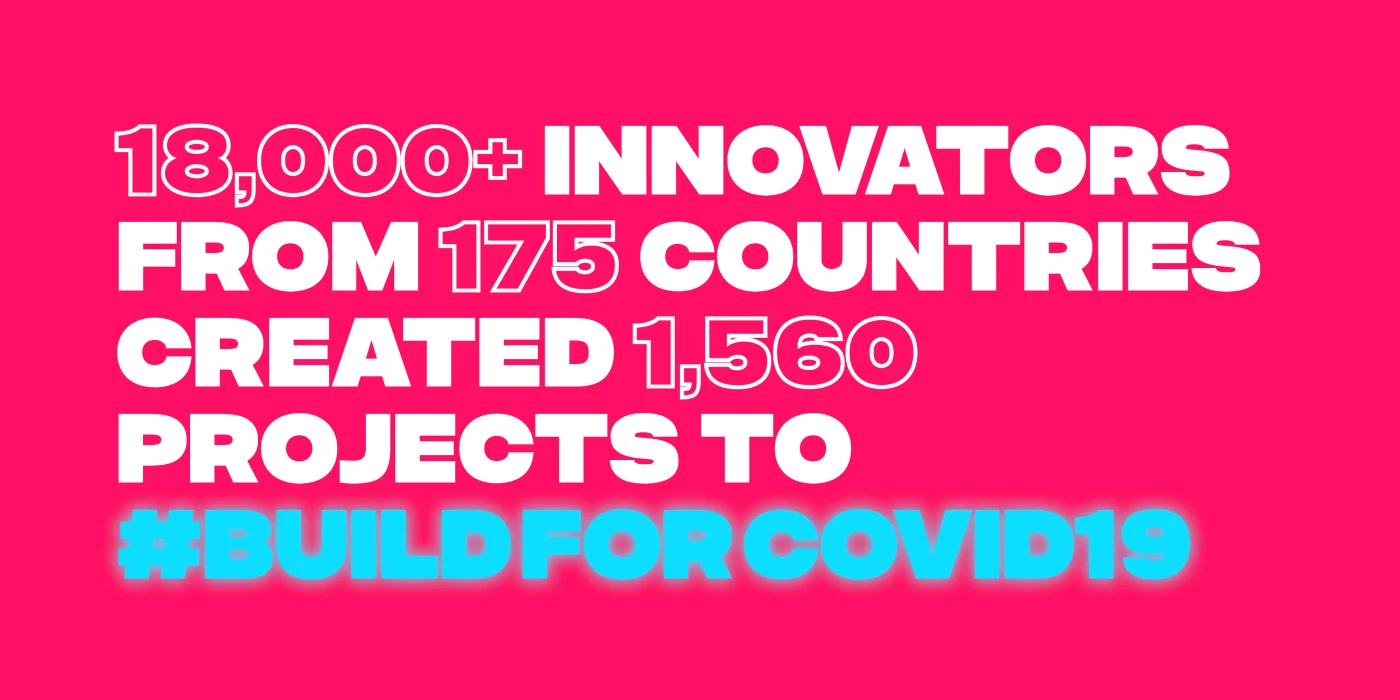 18,000+ INNOVATORS
FROM 175 COUNTRIES
CREATED 1,560
PROJECTS TO
#BUILDFORCOVID19